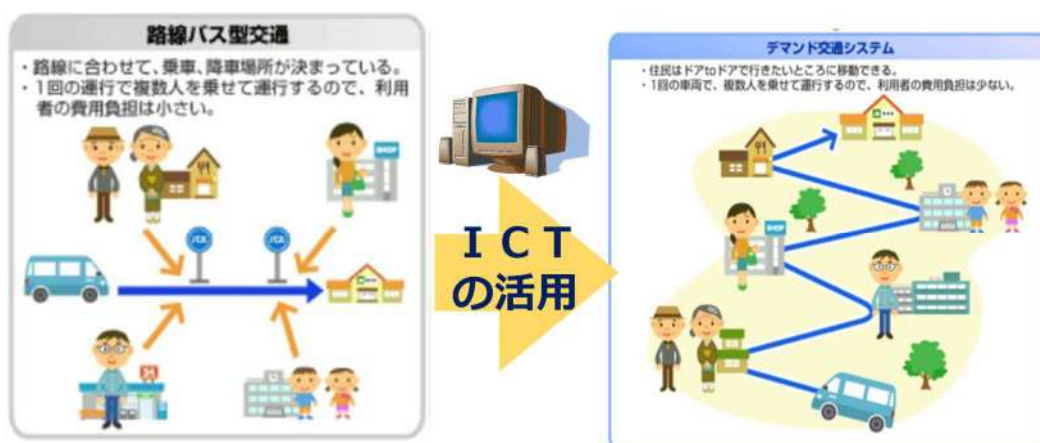 路線バス型交通
・路線に合わせて、乗車、降車場所が決まっている。
・1回の運行で複数人を乗せて運行するので、利用
者の費用負担は小さい。
SHOP
バス
バス
ICT
の活用
デマンド交通システム
・住民はドアtoドアで行きたいところに移動できる。
・1回の車両で、複数人を乗せて運行するので、利用者の費用負担は少ない。
SHOP